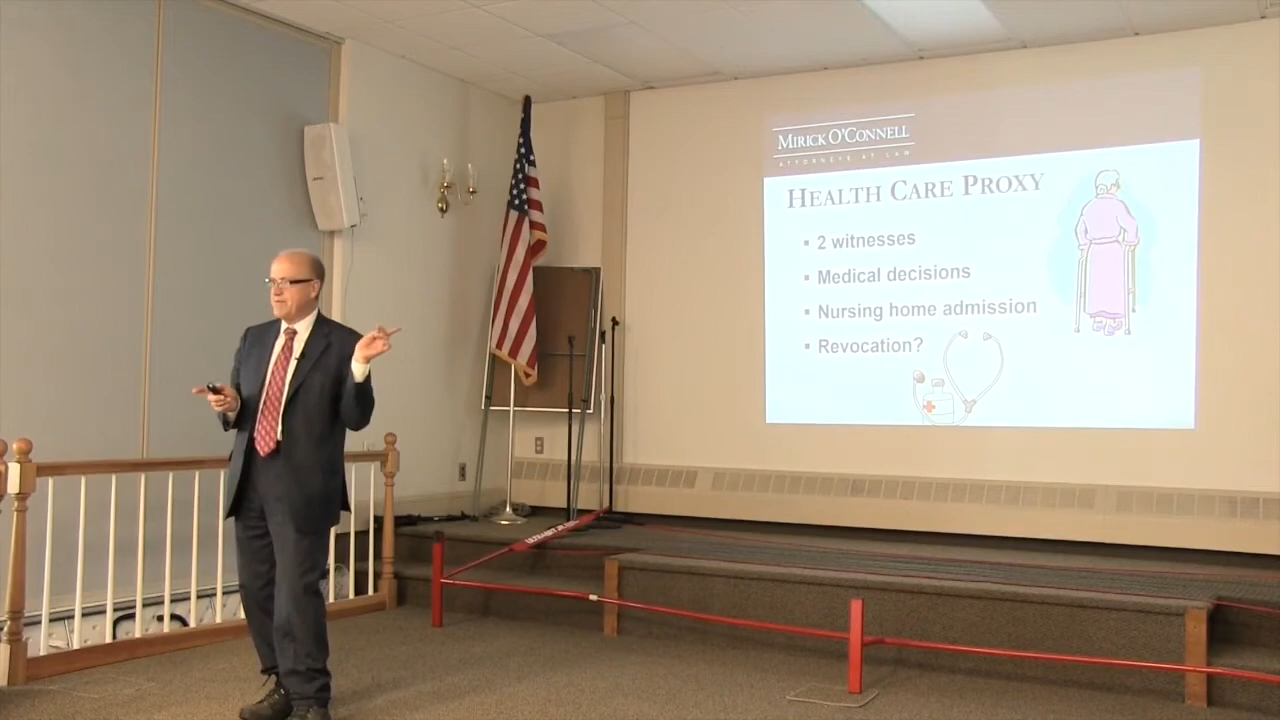 MIRICK O'CONNELL
ATTORNEYS AT LAW
HEALTH CARE PROXY
▪ 2 witnesses
▪ Medical decisions
▪ Nursing home admission
▪ Revocation?